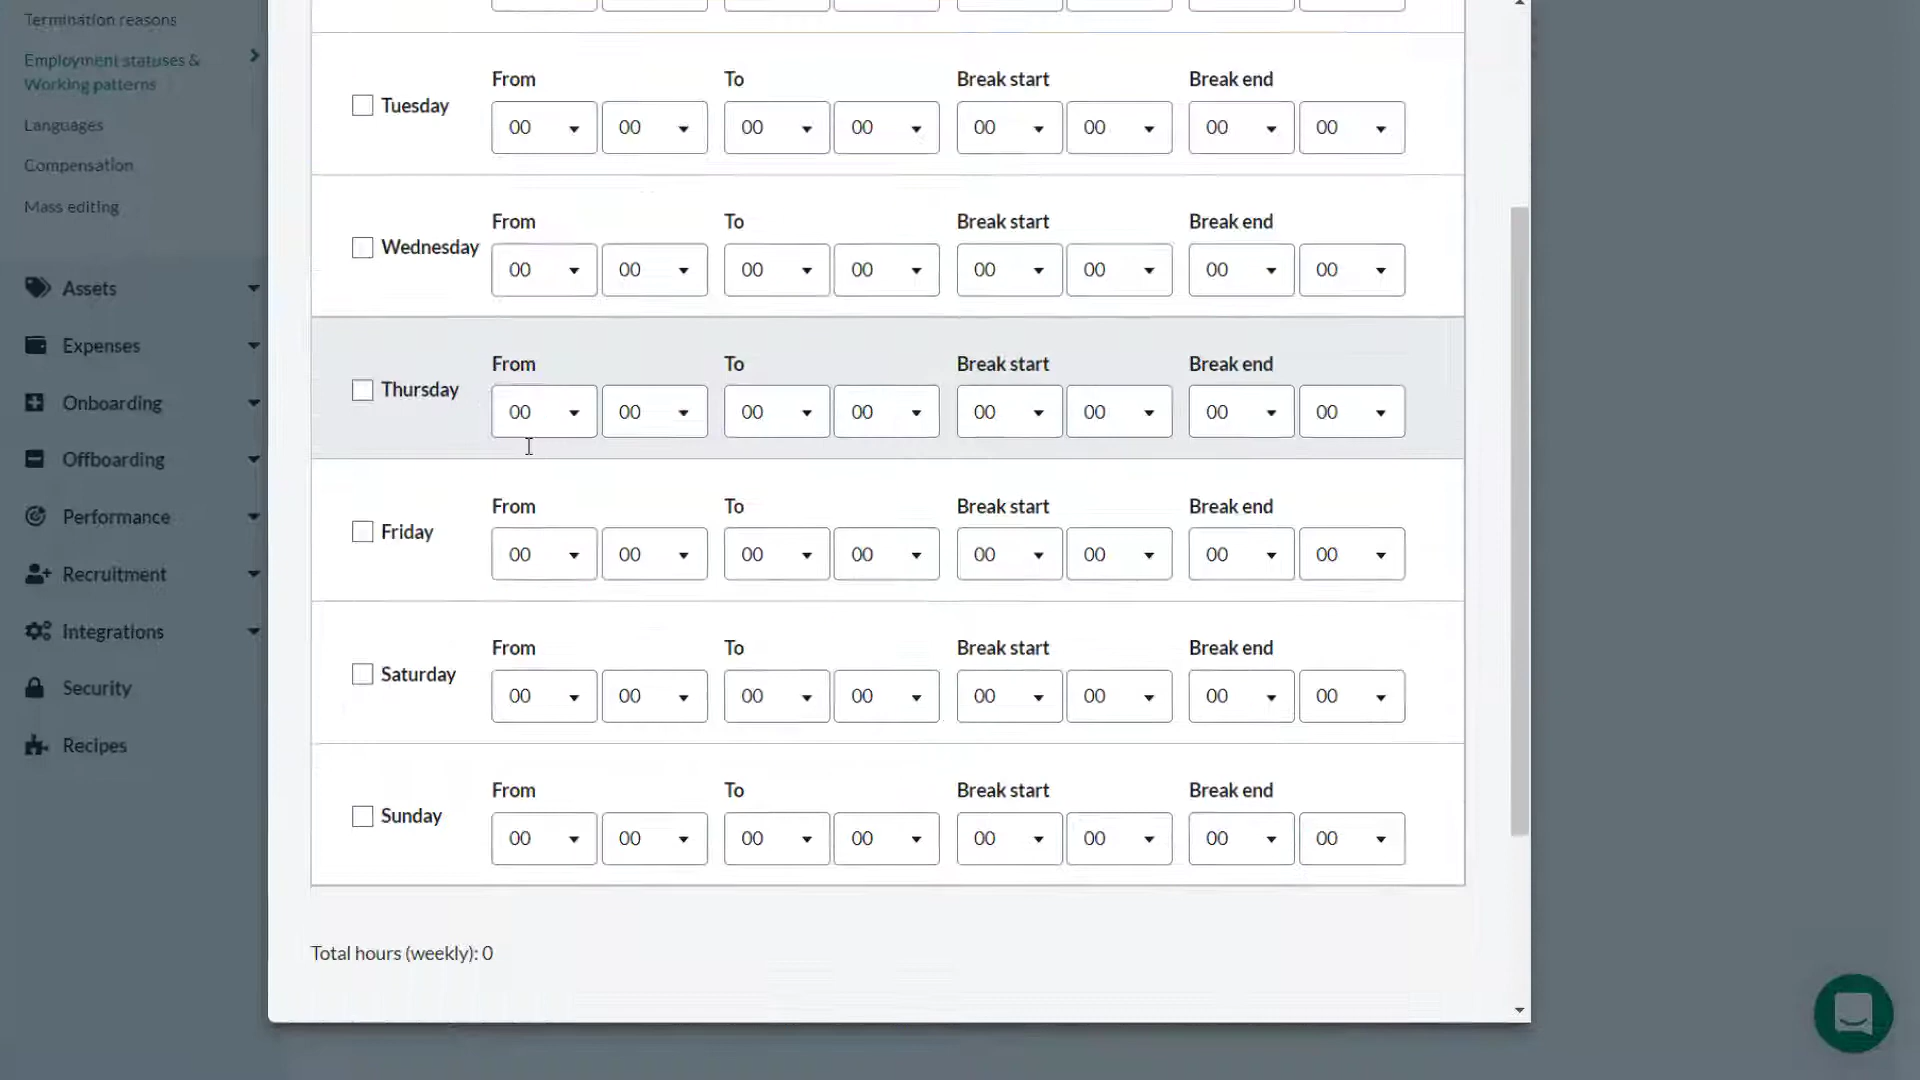 Termination reasons
Employment statuses &
Working patterns
Languages
Compensation
Mass editing
Assets
Expenses
Onboarding
Offboarding
Performance
Recruitment
Integrations
Security
Recipes
From To Break start Break end
Tuesday
00 00 00 00 00 00 00 00
From To Break start Break end
Wednesday
00 00 00 00 00 00 00 00
From To Break start Break end
Thursday
00 00 00 00 00 00 00 00
From To Break start Break end
Friday
00 00 00 00 00 00 00 00
From To Break start Break end
Saturday
00 00 00 00 00 00 00 00
From To Break start Break end
Sunday
00 00 00 00 00 00 00 00
Total hours (weekly): 0